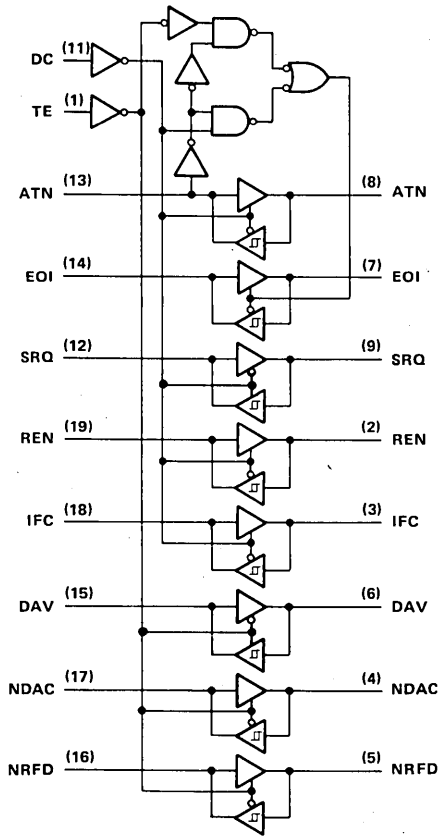 DC (11)
TE (1)
ATN (13) (8) ATN
EOI (14) (7) EOI
SRQ (12) (9) SRQ
REN (19) (2) REN
IFC (18) (3) IFC
DAV (15) (6) DAV
NDAC (17) (4) NDAC
NRFD (16) (5) NRFD